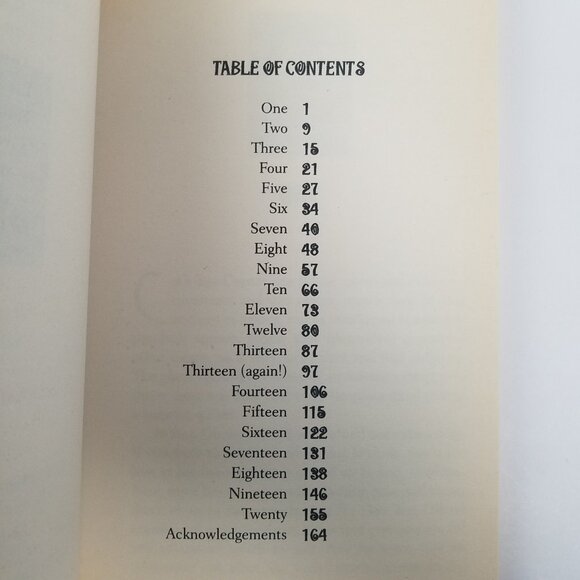 TABLE OF CONTENTS
One 1
Two 9
Three 15
Four 21
Five 27
Six 34
Seven 40
Eight 48
Nine 57
Ten 66
Eleven 73
Twelve 80
Thirteen 87
Thirteen (again!) 97
Fourteen 106
Fifteen 115
Sixteen 122
Seventeen 131
Eighteen 138
Nineteen 146
Twenty 155
Acknowledgements 164